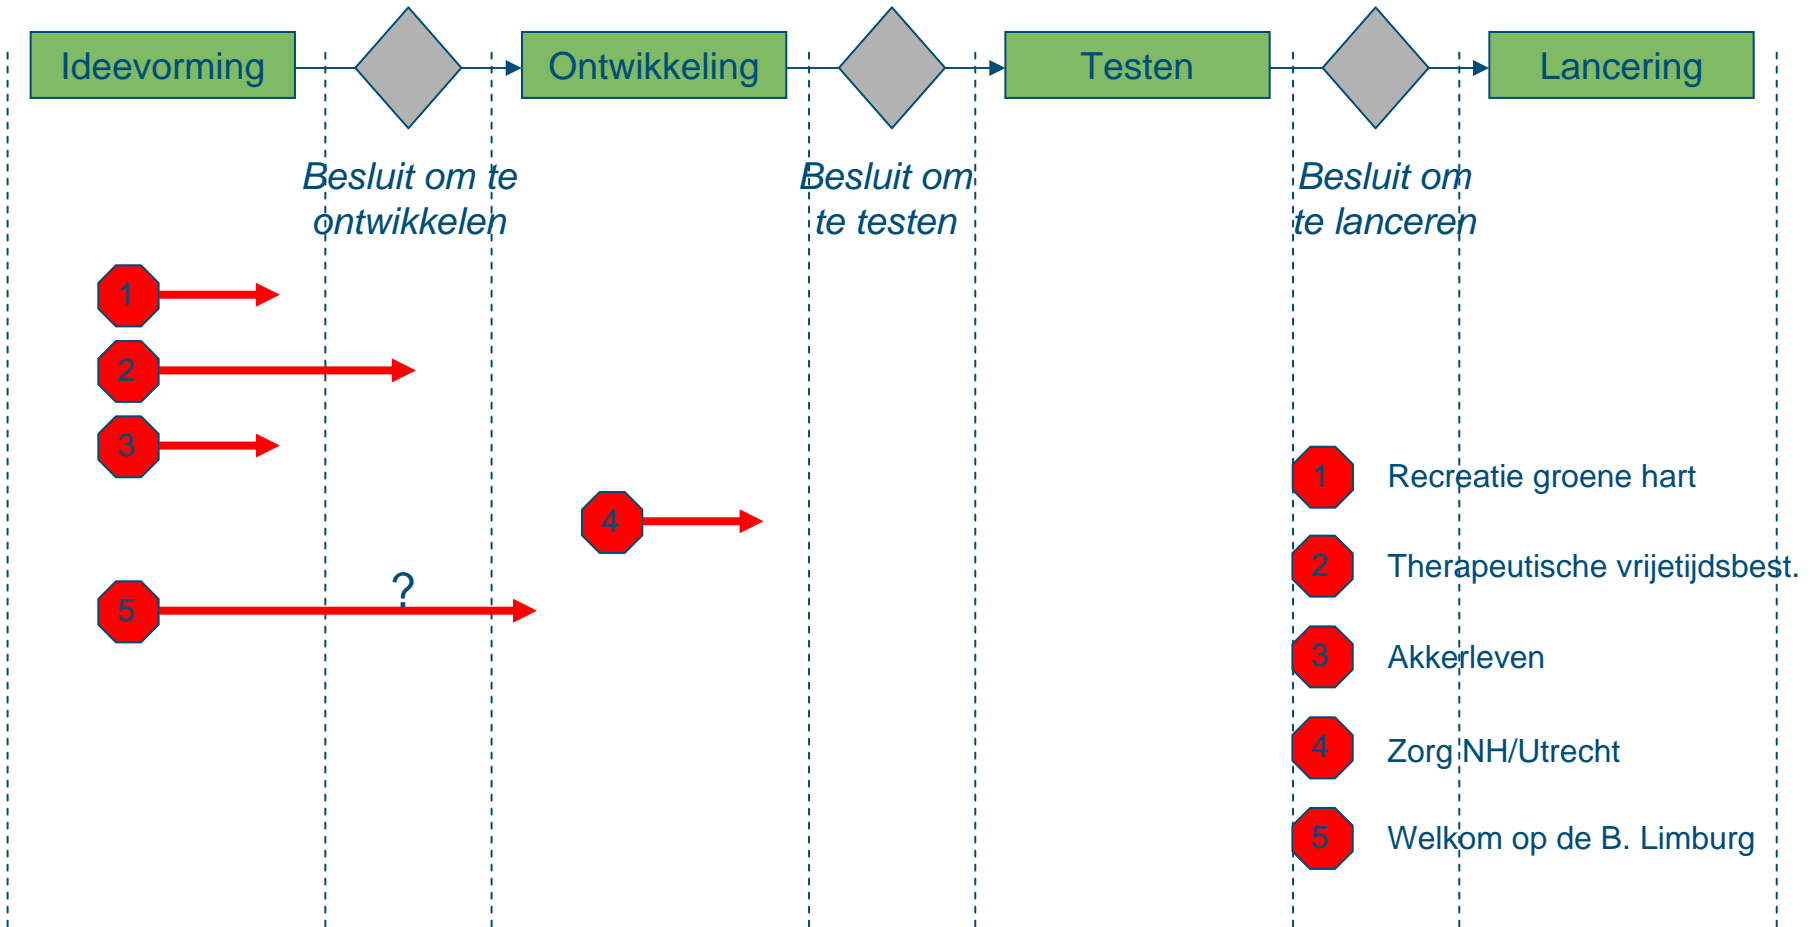 Ideevorming
Ontwikkeling
Testen
Lancering
Besluit om te
ontwikkelen
Besluit om
te testen
Besluit om
te lanceren
1
2
3
4
?
5
1 Recreatie groene hart
2 Therapeutische vrijetijdsbest.
3 Akkerleven
4 Zorg NH/Utrecht
5 Welkom op de B. Limburg